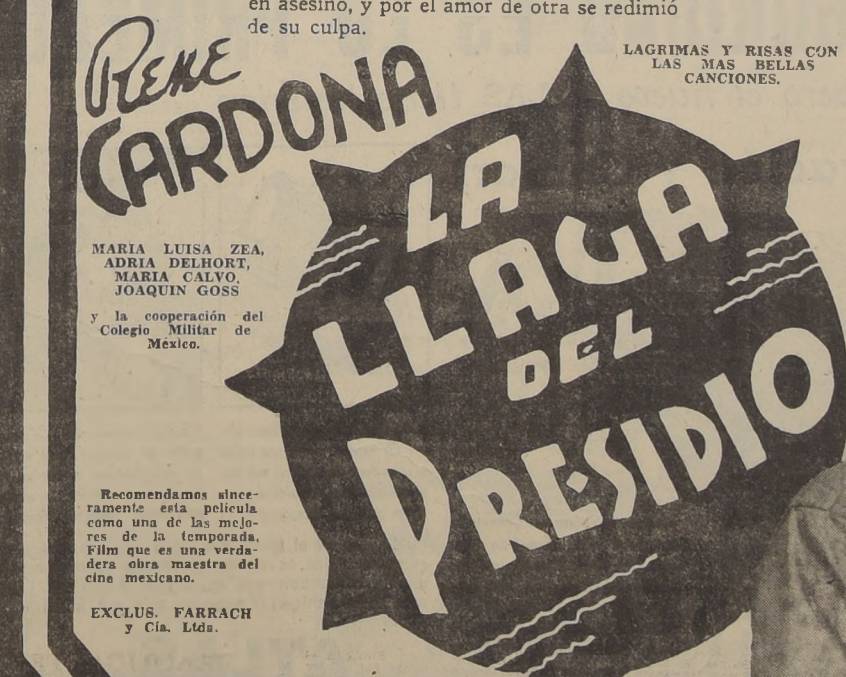 en asesino, y por el amor de otra se redimió
de su culpa.
LAGRIMAS Y RISAS CON
LAS MAS BELLAS
CANCIONES.
RENE
CARDONA
LA
LLAGA
DEL
PRESIDIO
MARIA LUISA ZEA,
ADRIA DELHORT,
MARIA CALVO,
JOAQUIN GOSS
y la cooperación del
Colegio Militar de
México.
Recomendamos since-
ramente esta película
como una de las mejo-
res de la temporada,
Film que es una verda-
dera obra maestra del
cine mexicano.
EXCLUS. FARRACH
y Cía. Ltda.